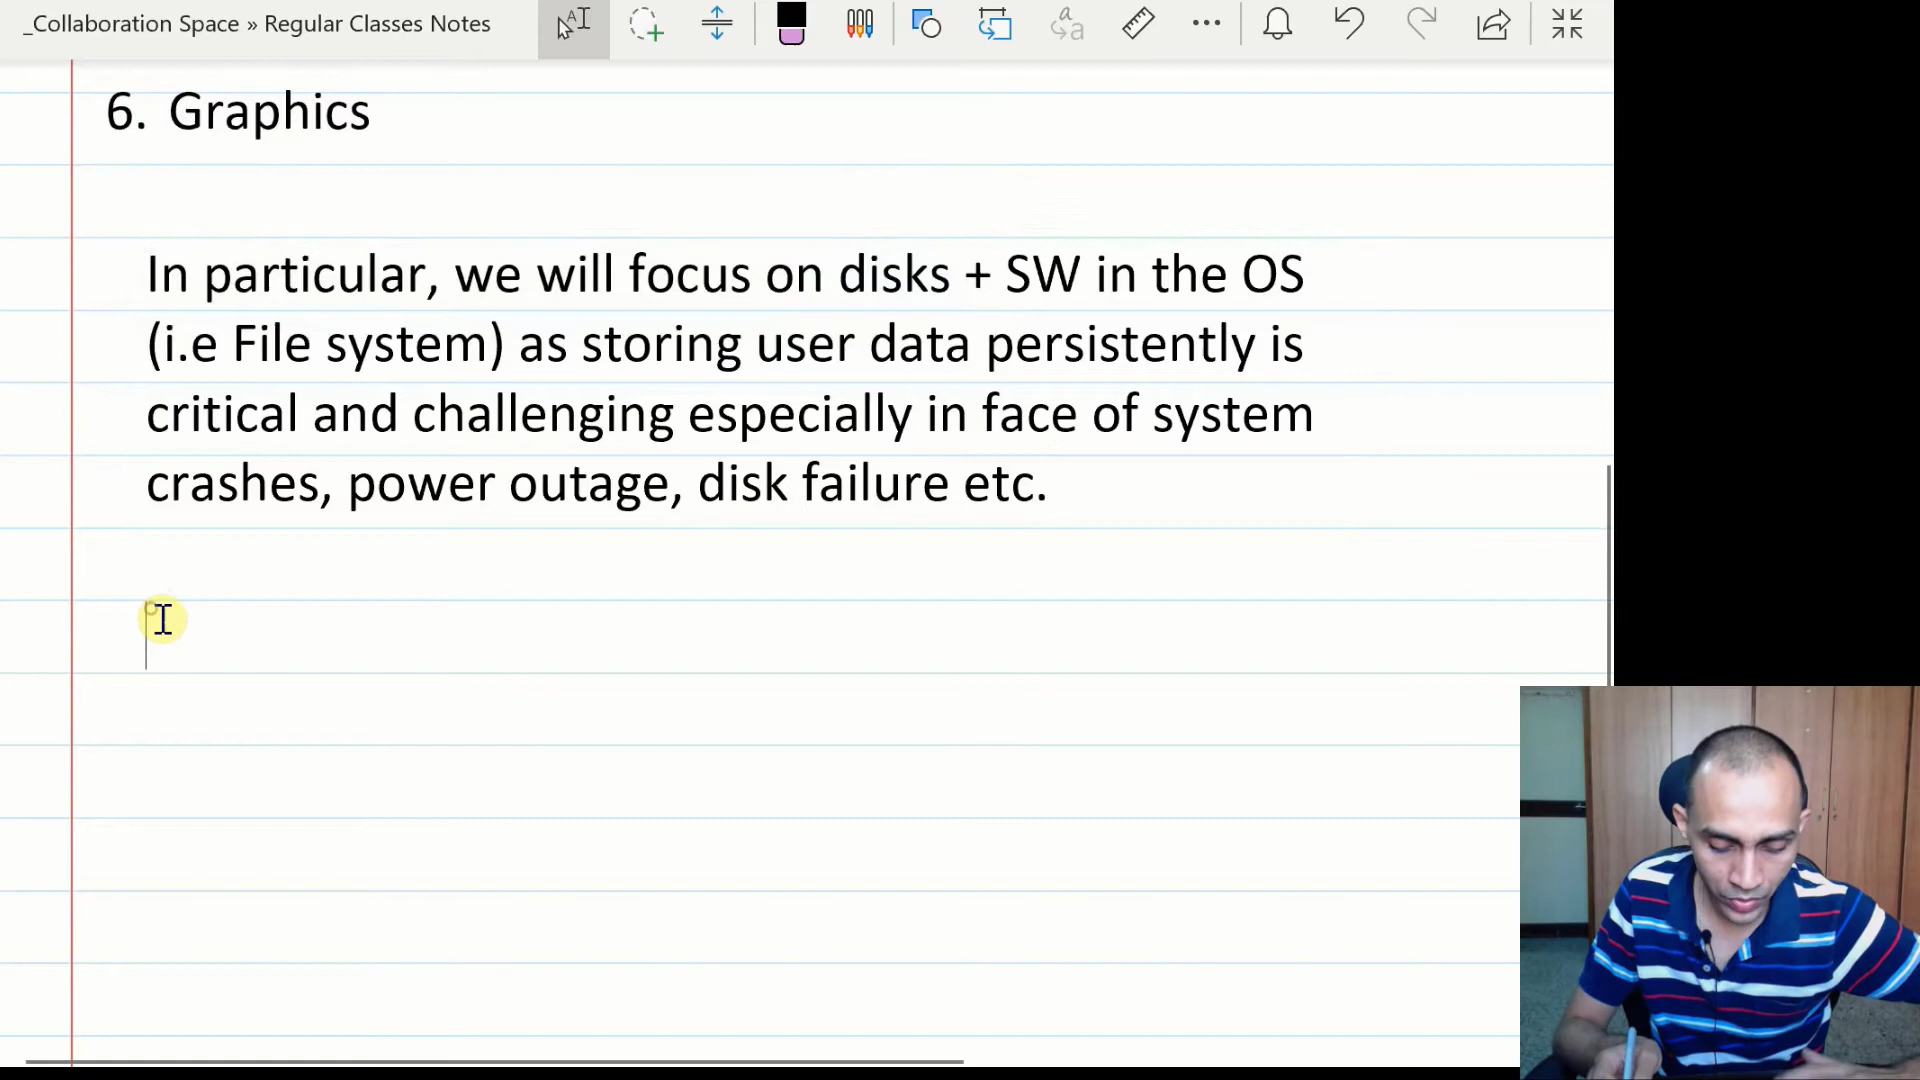 _Collaboration Space » Regular Classes Notes
6. Graphics
In particular, we will focus on disks + SW in the OS
(i.e File system) as storing user data persistently is
critical and challenging especially in face of system
crashes, power outage, disk failure etc.